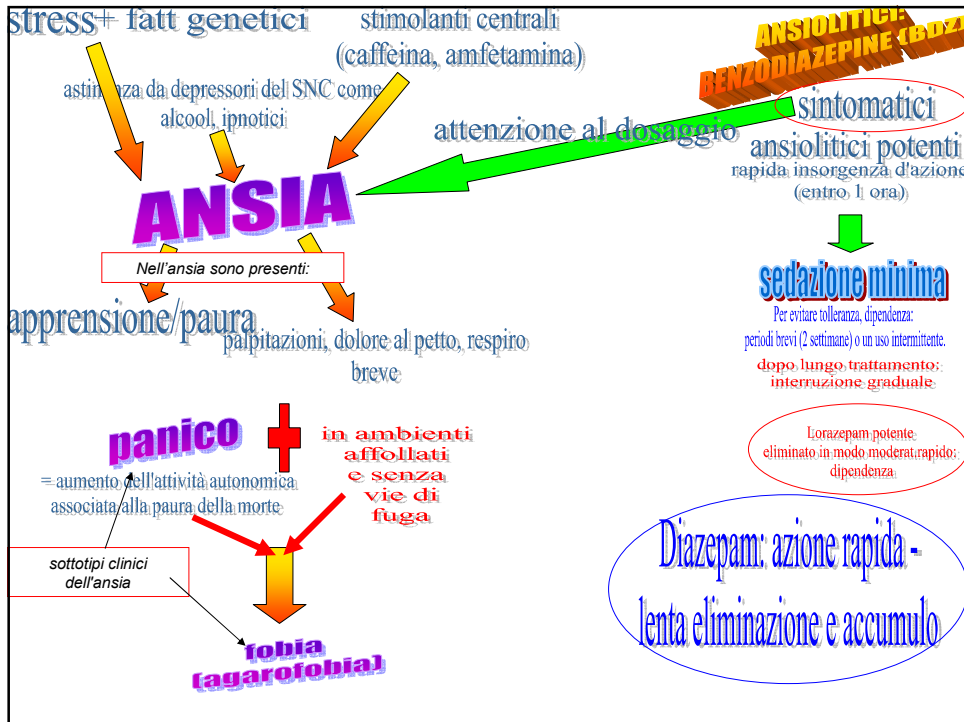 stress+ fatt genetici
stimolanti centrali
(caffeina, amfetamina)
astinenza da depressori del SNC come
alcool, ipnotici
ANSIA
Nell'ansia sono presenti:
apprensione/paura
palpitazioni, dolore al petto, respiro
breve
panico
= aumento dell'attività autonomica
associata alla paura della morte
in ambienti
affollati
e senza
vie di
fuga
sottotipi clinici
dell'ansia
fobia
(agarofobia)
attenzione al dosaggio
ANSIOLITICI:
BENZODIAZEPINE (BDZ)
sintomatici
ansiolitici potenti
rapida insorgenza d'azione
(entro 1 ora)
sedazione minima
Per evitare tolleranza, dipendenza:
periodi brevi (2 settimane) o un uso intermittente.
dopo lungo trattamento:
interruzione graduale
Lorazepam potente
eliminato in modo moderat.rapido:
dipendenza
Diazepam: azione rapida -
lenta eliminazione e accumulo